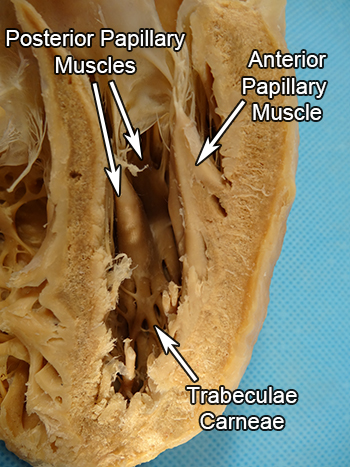 Posterior Papillary
Muscles
Anterior
Papillary
Muscle
Trabeculae
Carneae